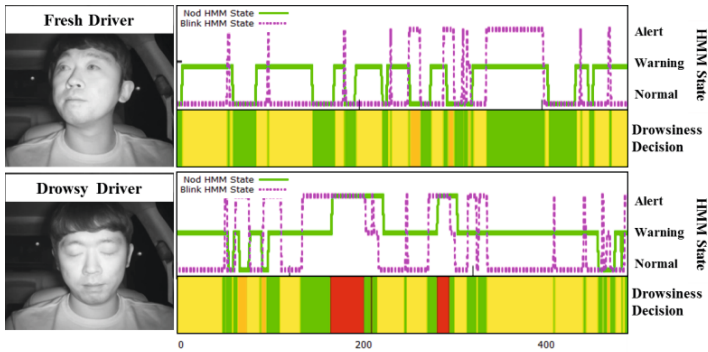 Fresh Driver
Nod HMM State
Blink HMM State
Alert
Warning
Normal
HMM State
Drowsiness
Decision
Drowsy Driver
Nod HMM State
Blink HMM State
Alert
Warning
Normal
HMM State
Drowsiness
Decision
0
200
400